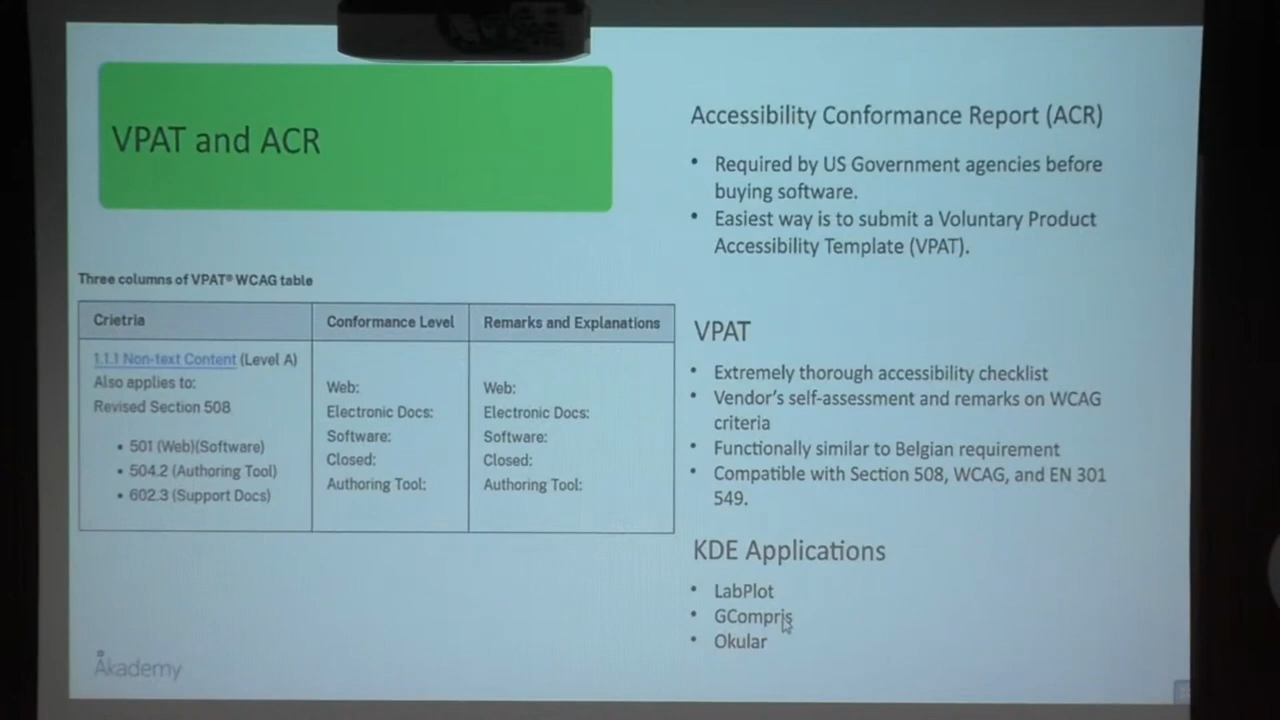 VPAT and ACR
Three columns of VPAT® WCAG table
Crietria
Conformance Level
Remarks and Explanations
1.1.1 Non-text Content (Level A)
Also applies to:
Revised Section 508
• 501 (Web)(Software)
• 504.2 (Authoring Tool)
• 602.3 (Support Docs)
Web:
Electronic Docs:
Software:
Closed:
Authoring Tool:
Web:
Electronic Docs:
Software:
Closed:
Authoring Tool:
Accessibility Conformance Report (ACR)
• Required by US Government agencies before
buying software.
• Easiest way is to submit a Voluntary Product
Accessibility Template (VPAT).
VPAT
• Extremely thorough accessibility checklist
• Vendor's self-assessment and remarks on WCAG
criteria
• Functionally similar to Belgian requirement
• Compatible with Section 508, WCAG, and EN 301
549.
KDE Applications
• LabPlot
• GCompris
• Okular
Akademy